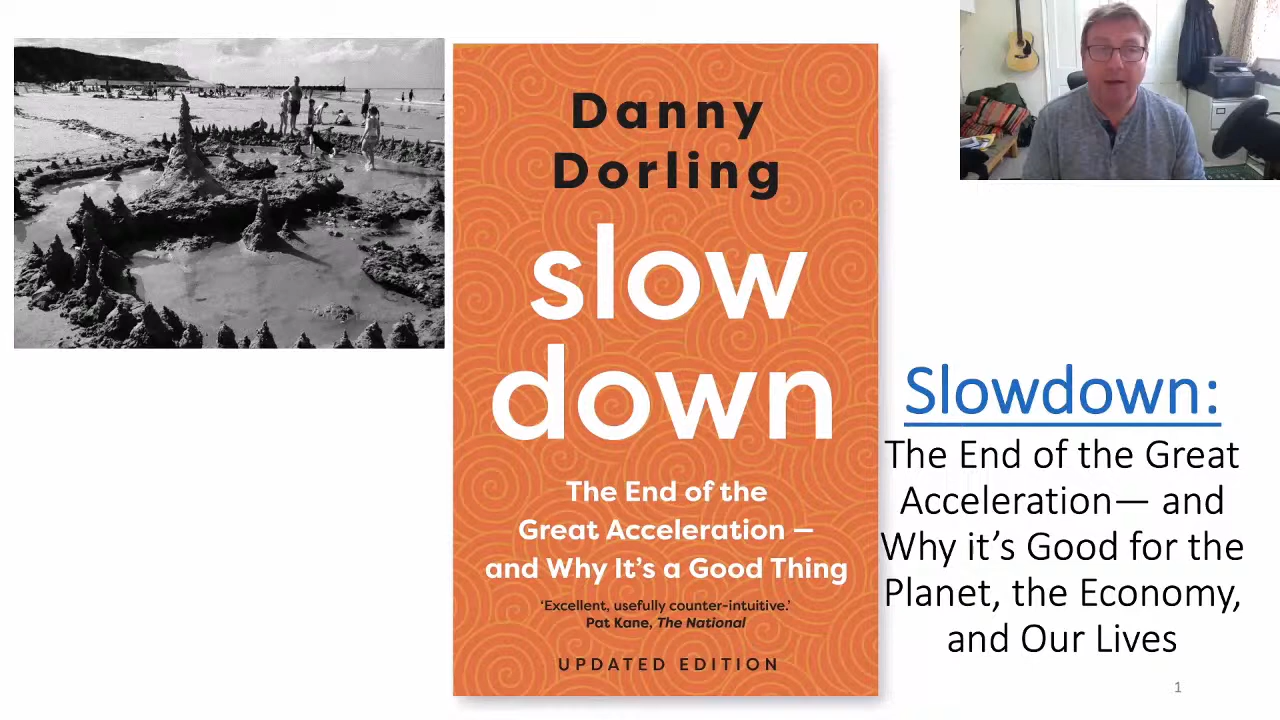 Danny
Dorling
slow
down
The End of the
Great Acceleration —
and Why It's a Good Thing
'Excellent, usefully counter-intuitive.'
Pat Kane, The National
UPDATED EDITION
Slowdown:
The End of the Great
Acceleration— and
Why it's Good for the
Planet, the Economy,
and Our Lives
1